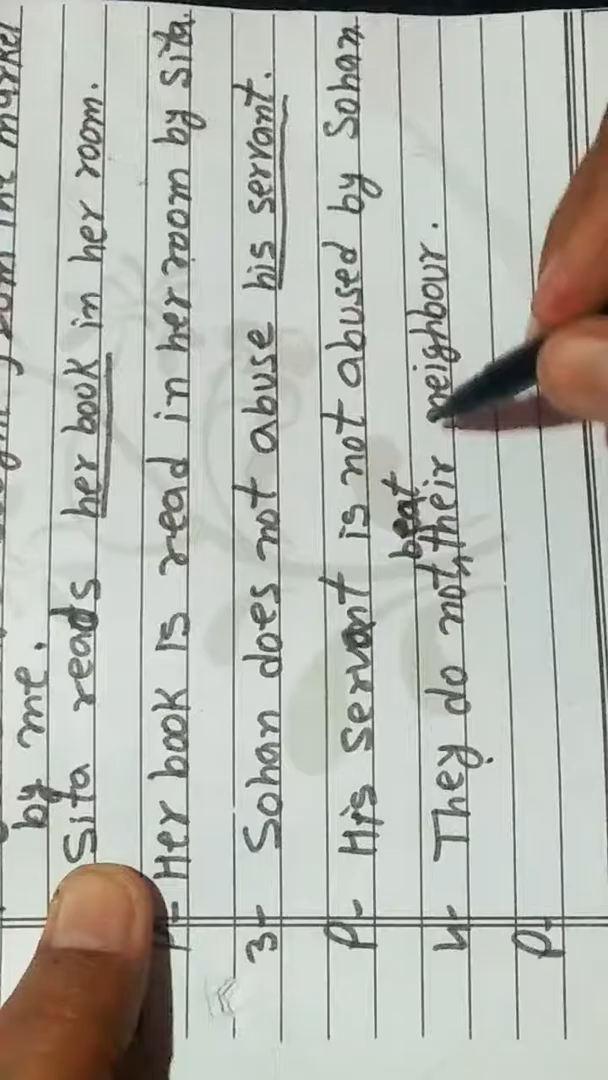 by me.
Sita reads her book in her room.
Her book is read in her room by Sita
3- Sohan does not abuse his servant.
P- His servant is not abused by Sohan
4- They do not beat their neighbour.
P-